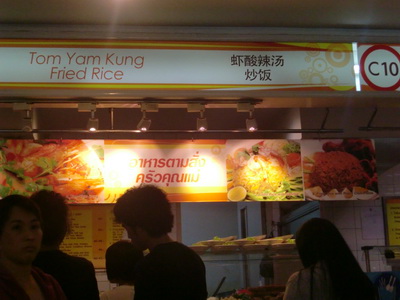 Tom Yam Kung
Fried Rice
虾酸辣汤
炒饭
C10
อาหารตามสั่ง
ครัวคุณแม่